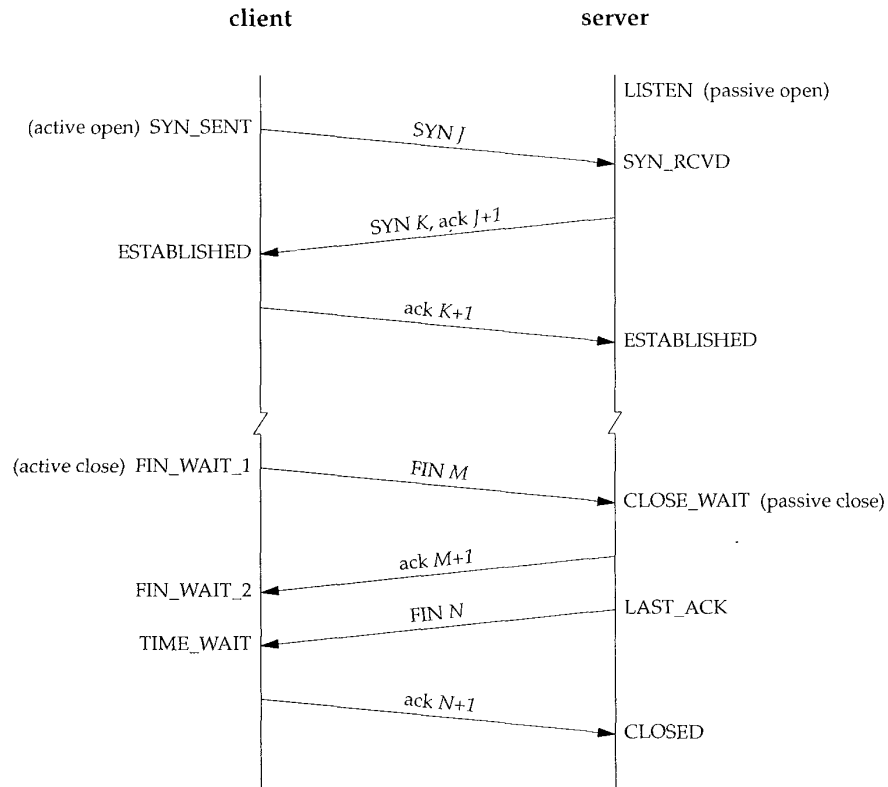 client server
LISTEN (passive open)
(active open) SYN_SENT
SYN J
SYN_RCVD
SYN K, ack J+1
ESTABLISHED
ack K+1
ESTABLISHED
(active close) FIN_WAIT_1
FIN M
CLOSE_WAIT (passive close)
ack M+1
FIN_WAIT_2
FIN N
LAST_ACK
TIME_WAIT
ack N+1
CLOSED